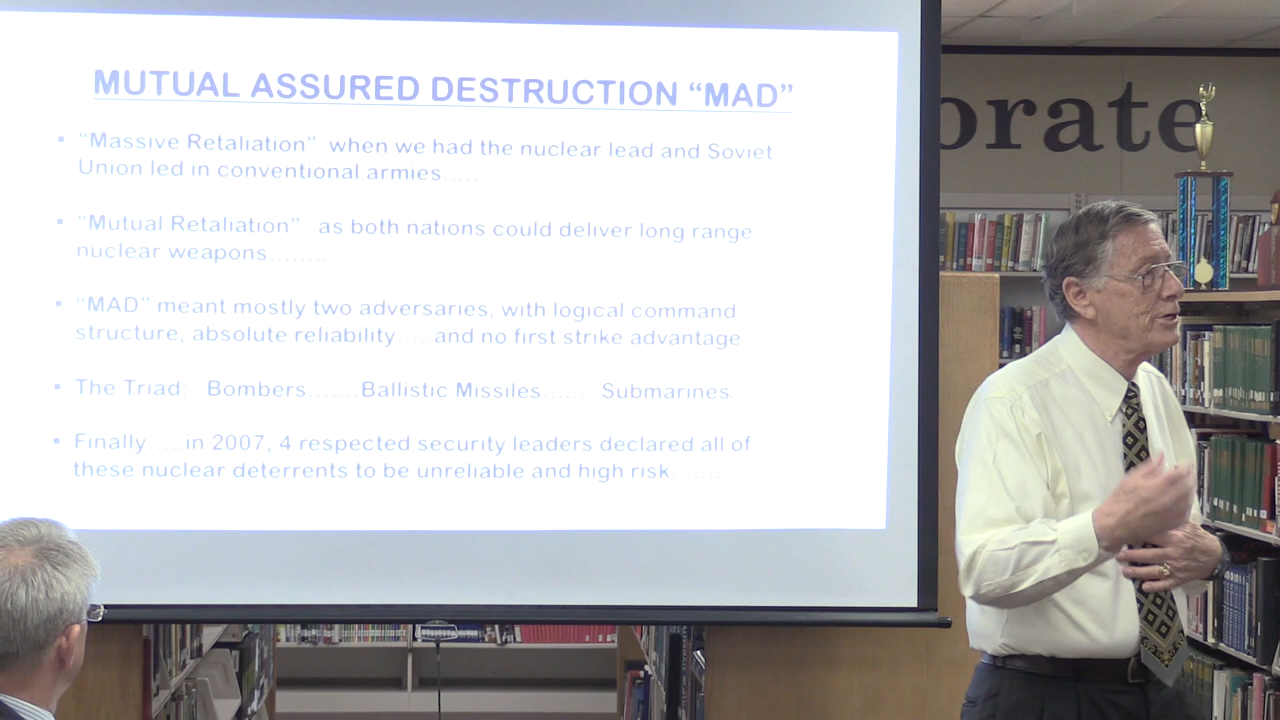 MUTUAL ASSURED DESTRUCTION “MAD”
▪ “Massive Retaliation” when we had the nuclear lead and Soviet
Union led in conventional armies.....
▪ “Mutual Retaliation” as both nations could deliver long range
nuclear weapons........
▪ “MAD” meant mostly two adversaries, with logical command
structure, absolute reliability.....and no first strike advantage
▪ The Triad: Bombers.......Ballistic Missiles........Submarines..
▪ Finally.....in 2007, 4 respected security leaders declared all of
these nuclear deterrents to be unreliable and high risk.......
orate